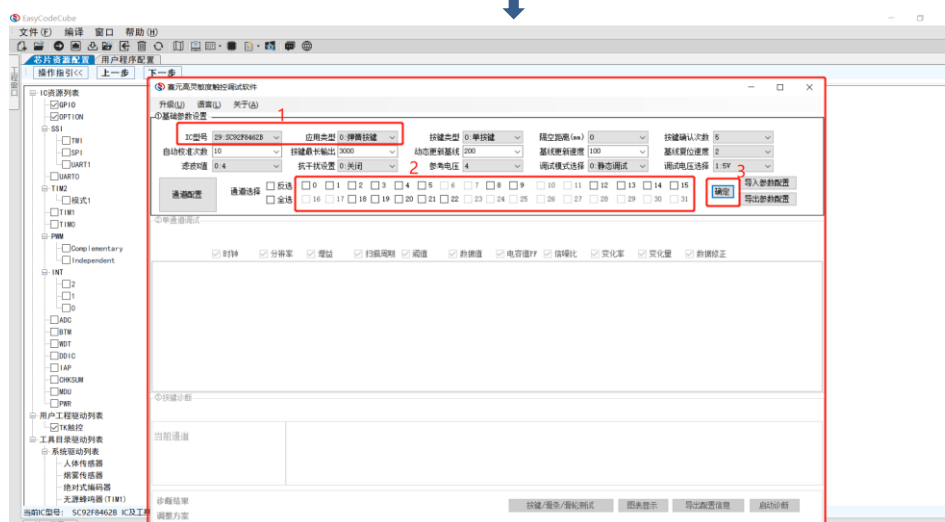 EasyCodeCube
文件(F) 编译 窗口 帮助(H)
芯片资源配置 用户程序配置
操作指引<< 上一步 下一步
工程窗口
IC资源列表
GPIO
OPTION
SSI
TWI
SPI
UART1
UART0
TIM2
模式1
TIM1
TIM0
PWM
Complementary
Independent
INT
2
1
0
ADC
BTM
WDT
DDIC
IAP
CHKSUM
MDU
PWR
用户工程驱动列表
TK触控
工具目录驱动列表
系统驱动列表
人体传感器
烟雾传感器
绝对式编码器
无源蜂鸣器(TIM1)
当前IC型号: SC92F8462B IC及工
赛元高灵敏度触控调试软件
升级(U) 语言(L) 关于(A)
①基础参数设置
1
IC型号 29:SC92F8462B 应用类型 0:弹簧按键 按键类型 0:单按键 隔空距离(mm) 0 按键确认次数 5
自动校准次数 10 按键最长输出 3000 动态更新基线 200 基线更新速度 100 基线复位速度 2
滤波K值 0:4 抗干扰设置 0:关闭 参考电压 4 调试模式选择 0:静态调试 调试电压选择 1:5V
2
3
通道配置 通道选择 反选 0 1 2 3 4 5 6 7 8 9 10 11 12 13 14 15 确定 导入参数配置
全选 16 17 18 19 20 21 22 23 24 25 26 27 28 29 30 31 导出参数配置
②单通道调试
时钟 分辨率 增益 扫描周期 阈值 数据值 电容值PF 信噪比 变化率 变化量 数据修正
③按键诊断
当前通道
诊断结果
调整方案
按键/滑条/滑轮测试 图表显示 导出配置信息 启动诊断